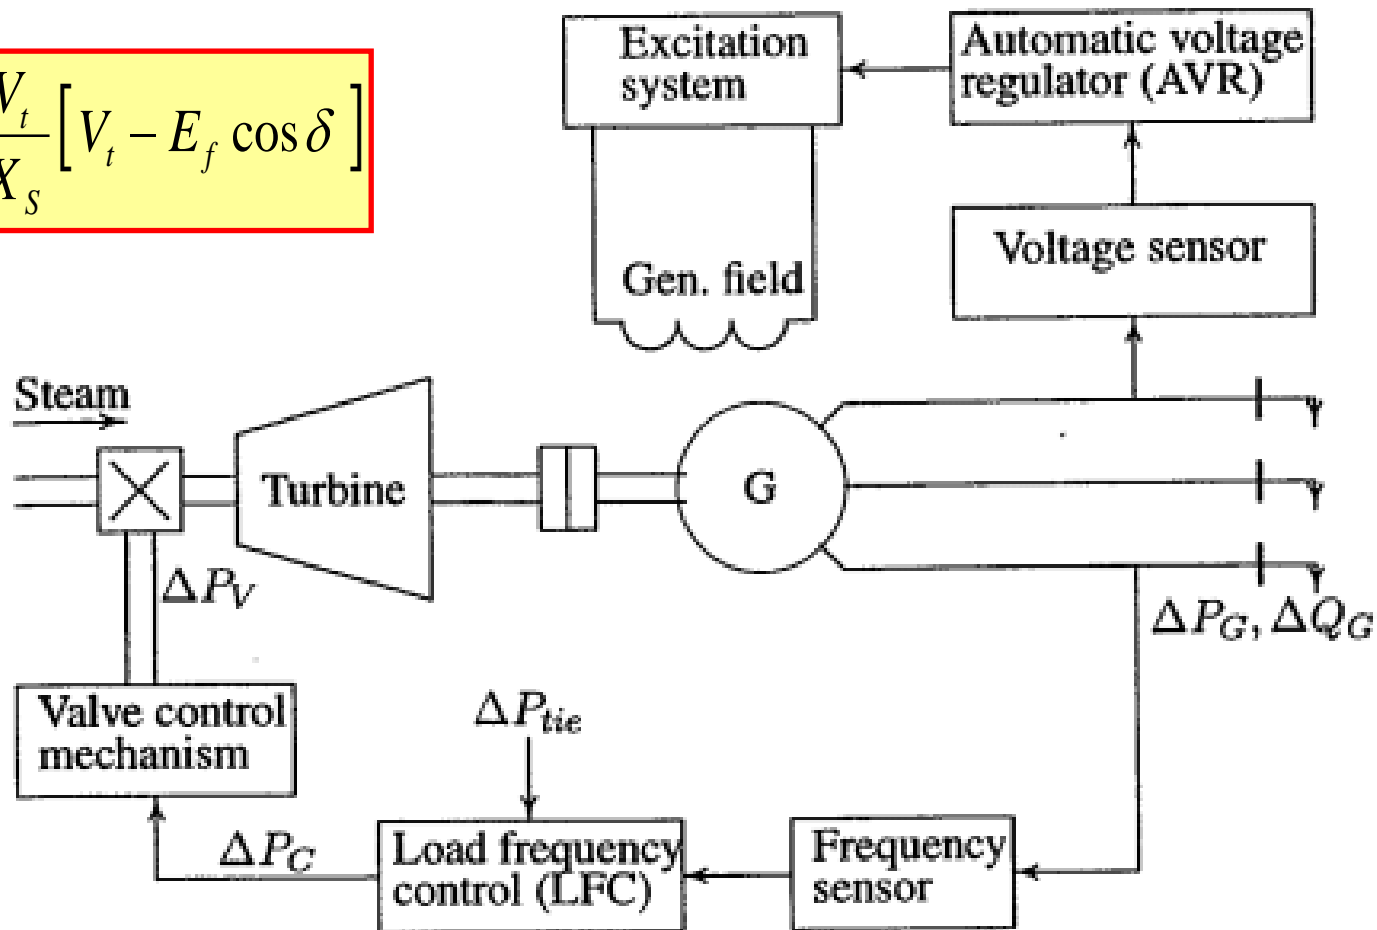 Excitation
system
Automatic voltage
regulator (AVR)
V_t
X_S
[V_t − E_f cos δ]
Voltage sensor
Gen. field
Steam
Turbine
G
ΔP_V
ΔP_G, ΔQ_G
Valve control
mechanism
ΔP_tie
ΔP_C
Load frequency
control (LFC)
Frequency
sensor